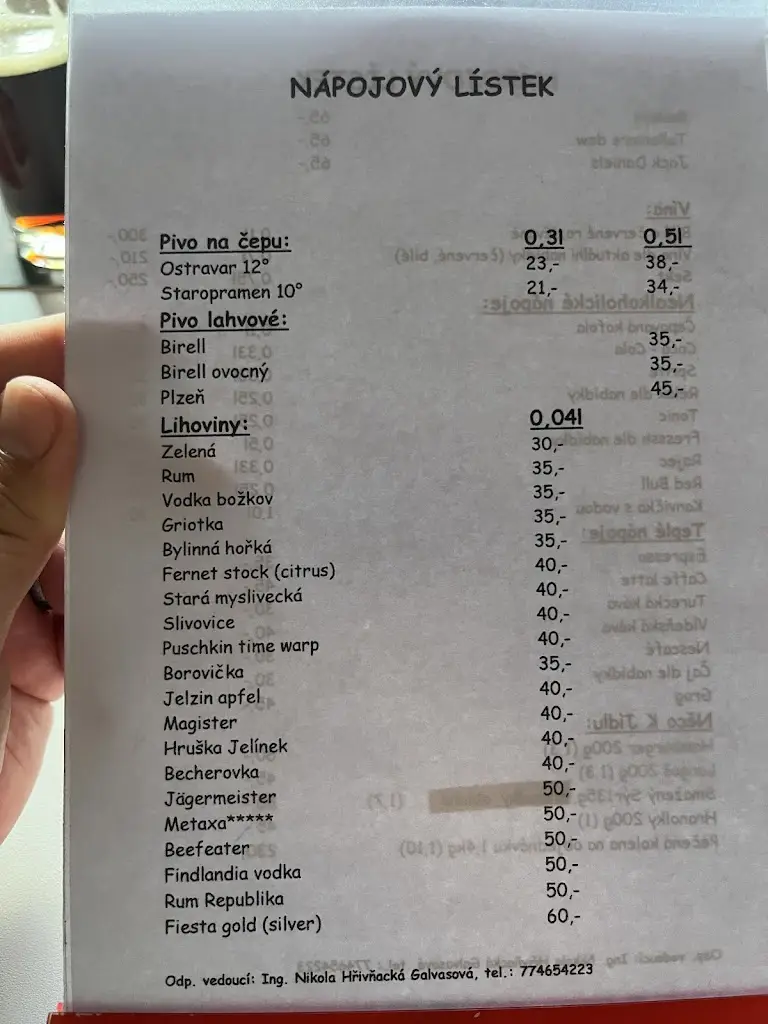 NÁPOJOVÝ LÍSTEK
Pivo na čepu: 0,3l 0,5l
Ostravar 12° 23,- 38,-
Staropramen 10° 21,- 34,-
Pivo lahvové:
Birell 35,-
Birell ovocný 35,-
Plzeň 45,-
Lihoviny: 0,04l
Zelená 30,-
Rum 35,-
Vodka božkov 35,-
Griotka 35,-
Bylinná hořká 35,-
Fernet stock (citrus) 40,-
Stará myslivecká 40,-
Slivovice 40,-
Puschkin time warp 40,-
Borovička 35,-
Jelzin apfel 40,-
Magister 40,-
Hruška Jelínek 40,-
Becherovka 40,-
Jägermeister 50,-
Metaxa***** 50,-
Beefeater 50,-
Findlandia vodka 50,-
Rum Republika 50,-
Fiesta gold (silver) 60,-
Odp. vedoucí: Ing. Nikola Hřivňacká Galvasová, tel.: 774654223